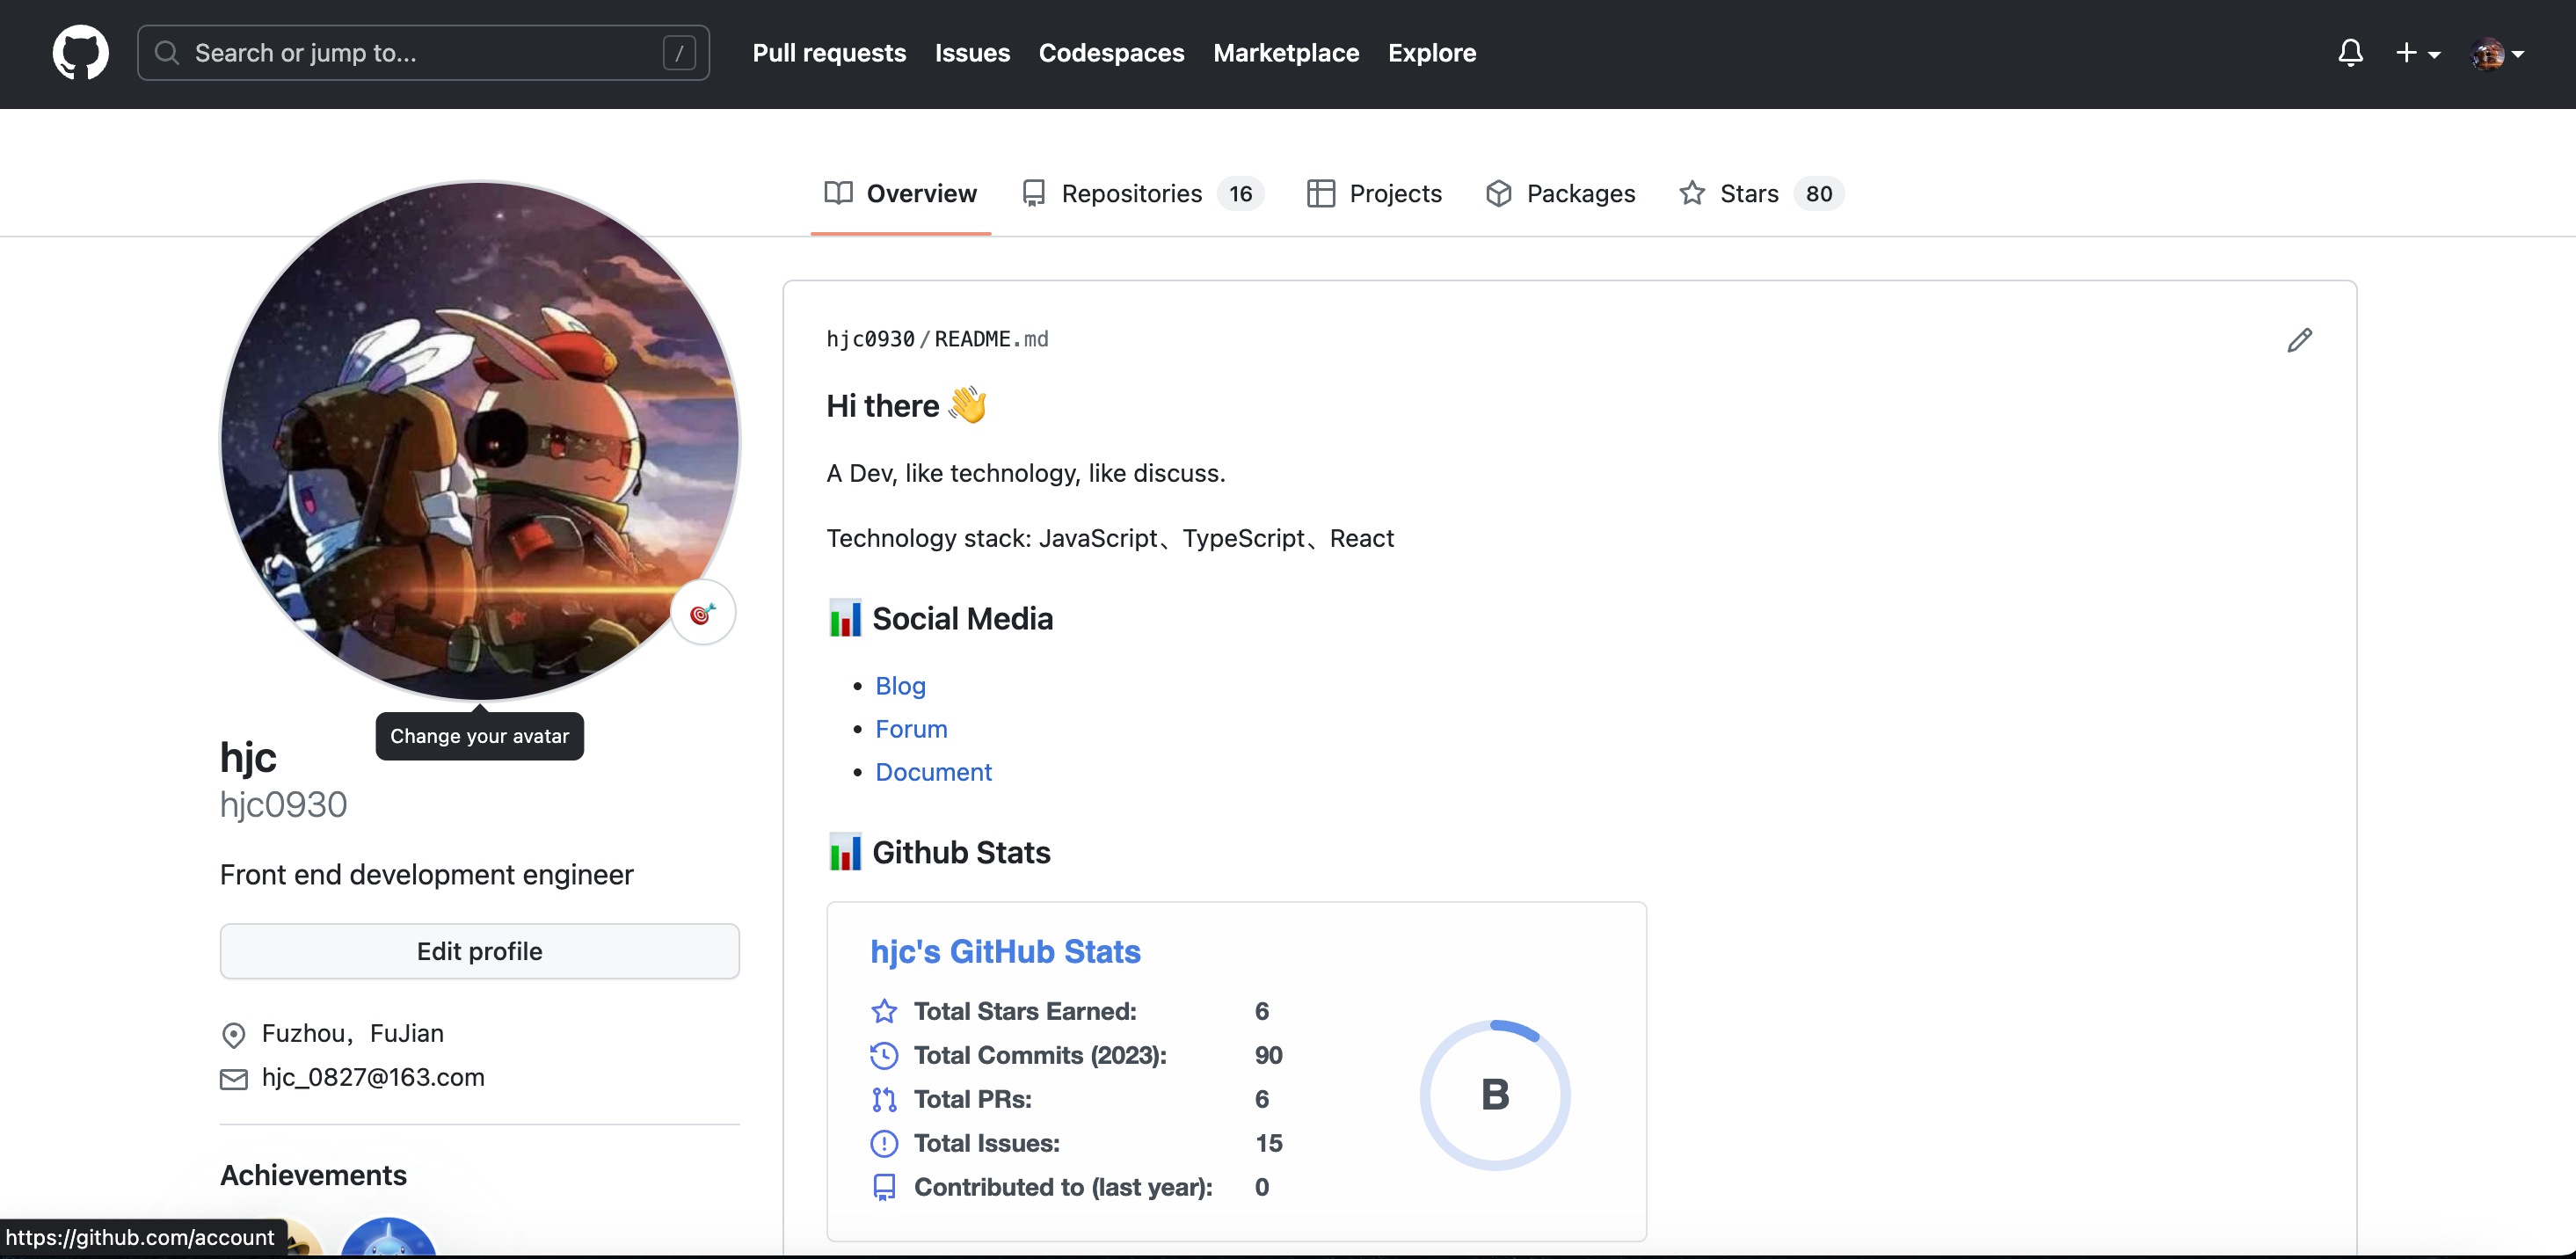 Search or jump to...
/
Pull requests
Issues
Codespaces
Marketplace
Explore
Overview
Repositories 16
Projects
Packages
Stars 80
Change your avatar
hjc
hjc0930
Front end development engineer
Edit profile
Fuzhou，FuJian
hjc_0827@163.com
Achievements
https://github.com/account
hjc0930/README.md
Hi there 👋
A Dev, like technology, like discuss.
Technology stack: JavaScript、TypeScript、React
📊 Social Media
• Blog
• Forum
• Document
📊 Github Stats
hjc's GitHub Stats
Total Stars Earned: 6
Total Commits (2023): 90
Total PRs: 6
Total Issues: 15
Contributed to (last year): 0
B